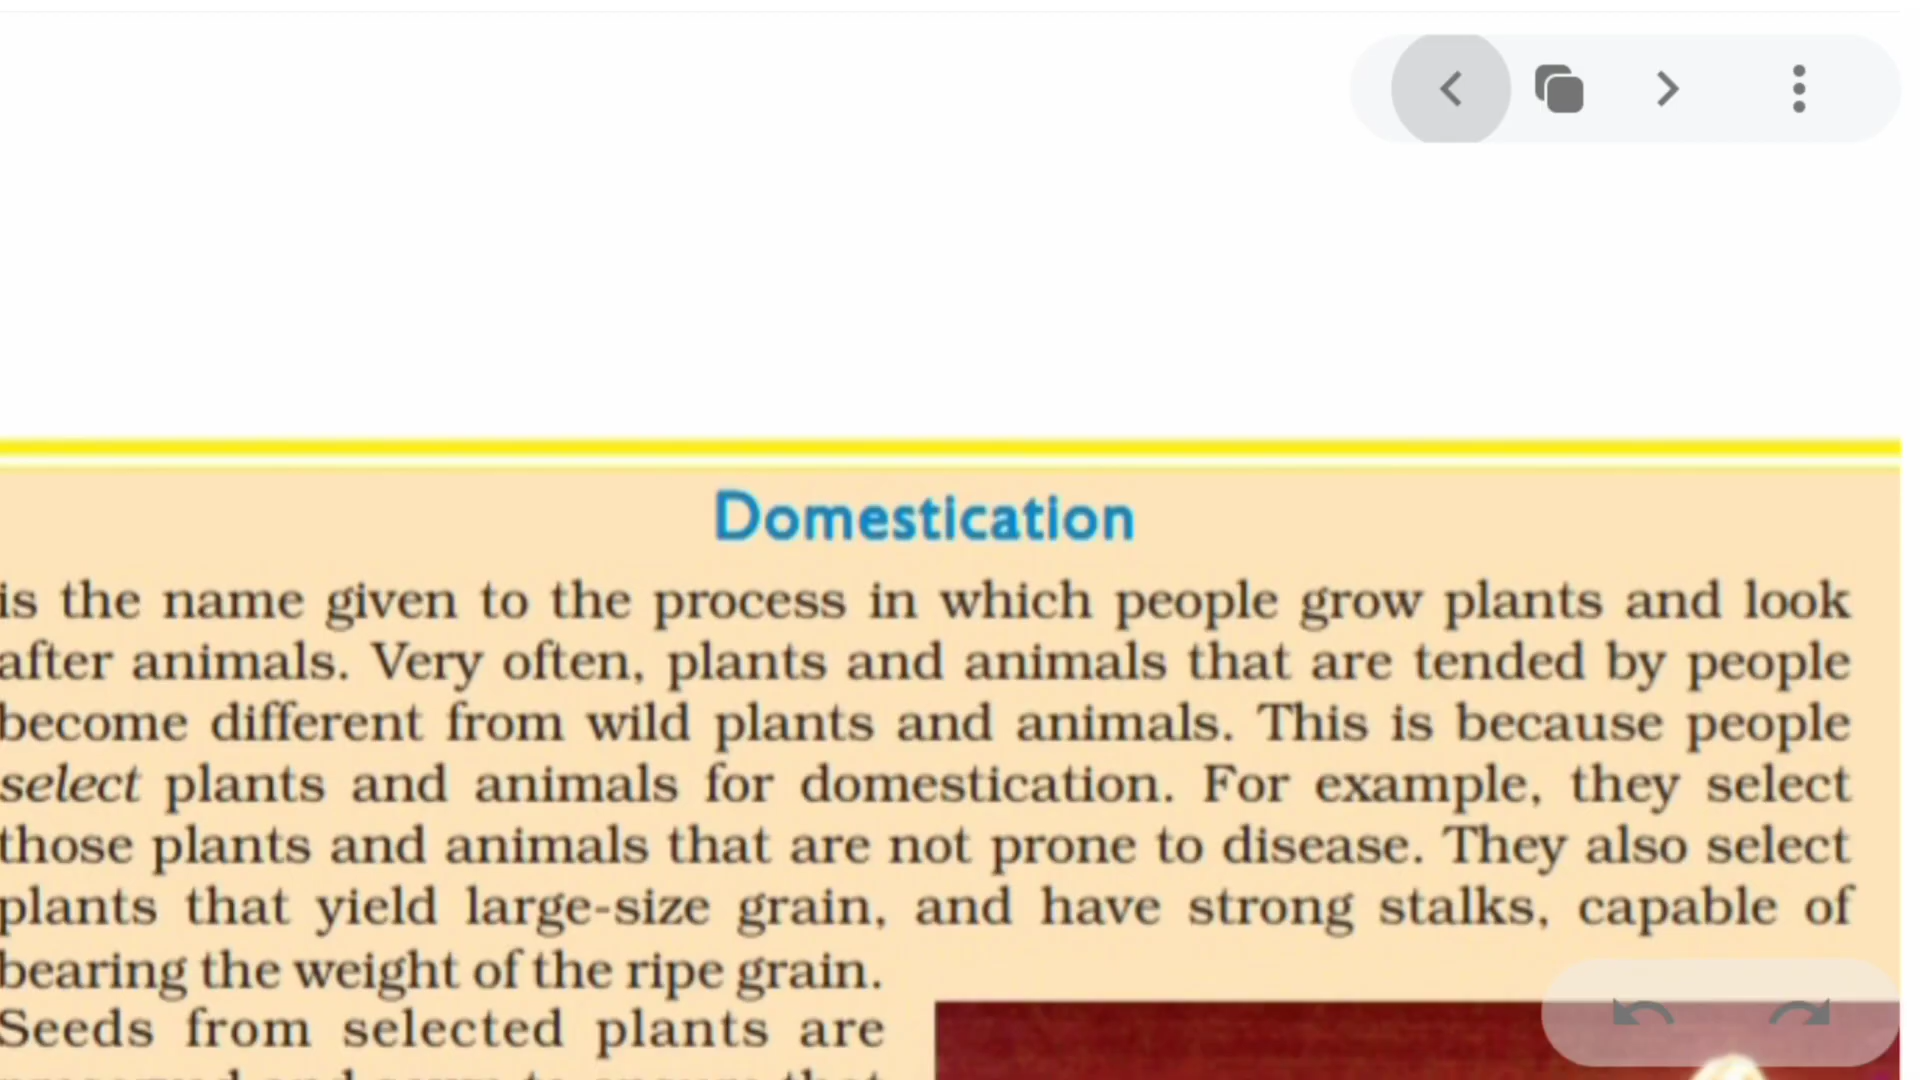 Domestication
is the name given to the process in which people grow plants and look
after animals. Very often, plants and animals that are tended by people
become different from wild plants and animals. This is because people
select plants and animals for domestication. For example, they select
those plants and animals that are not prone to disease. They also select
plants that yield large-size grain, and have strong stalks, capable of
bearing the weight of the ripe grain.
Seeds from selected plants are